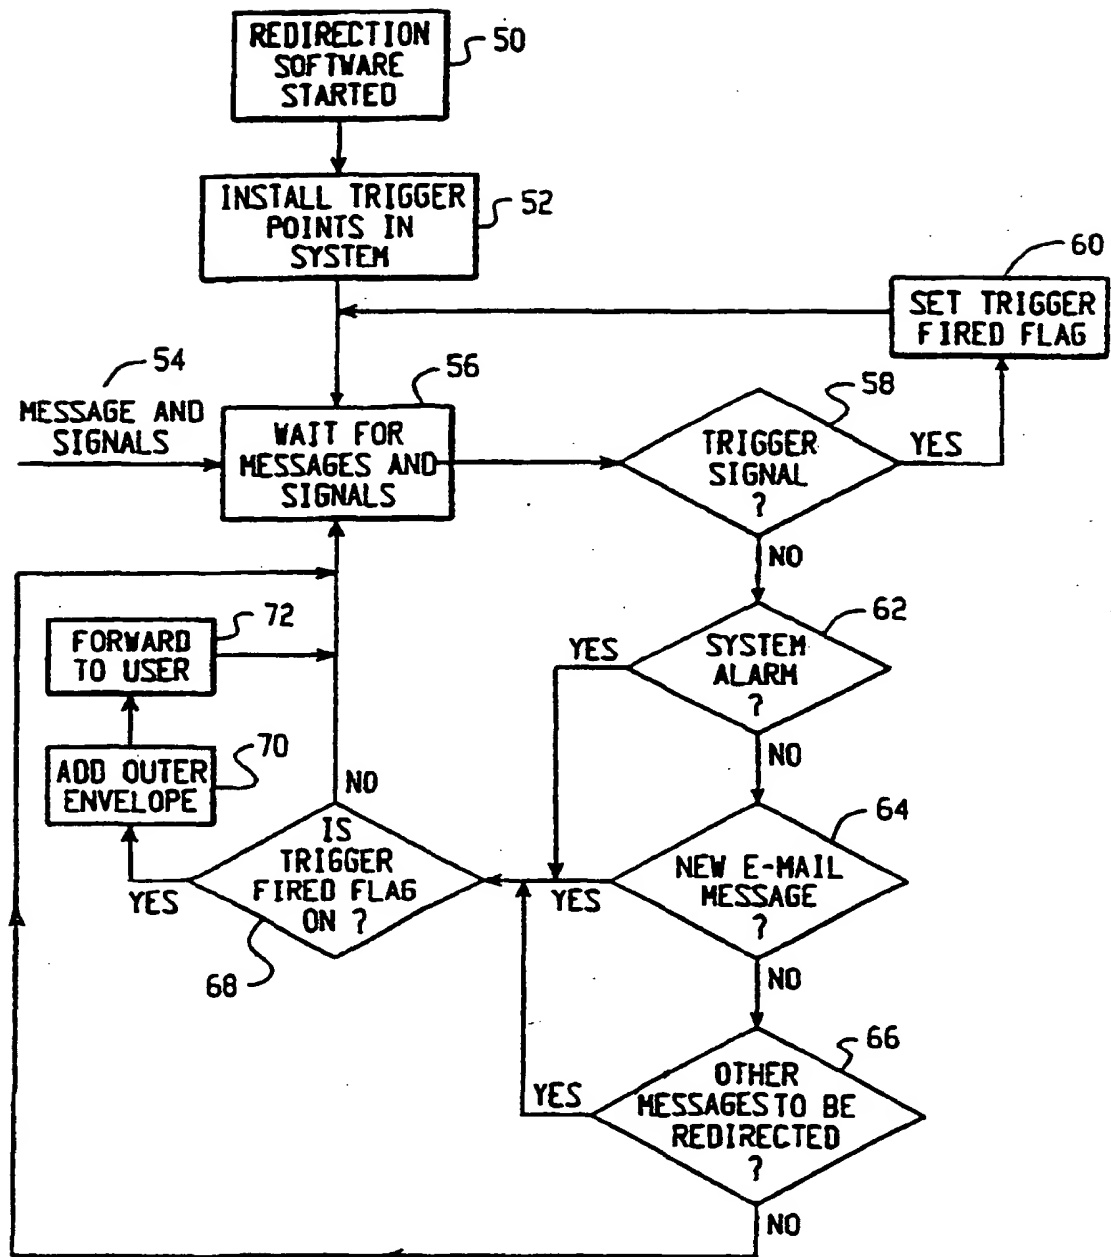 REDIRECTION
SOFTWARE
STARTED
50
INSTALL TRIGGER
POINTS IN
SYSTEM
52
60
SET TRIGGER
FIRED FLAG
54
MESSAGE AND
SIGNALS
56
WAIT FOR
MESSAGES AND
SIGNALS
58
TRIGGER
SIGNAL
?
YES
NO
62
SYSTEM
ALARM
?
YES
NO
72
FORWARD
TO USER
70
ADD OUTER
ENVELOPE
NO
IS
TRIGGER
FIRED FLAG
ON ?
YES
68
64
NEW E-MAIL
MESSAGE
?
YES
NO
66
OTHER
MESSAGES TO BE
REDIRECTED
?
YES
NO